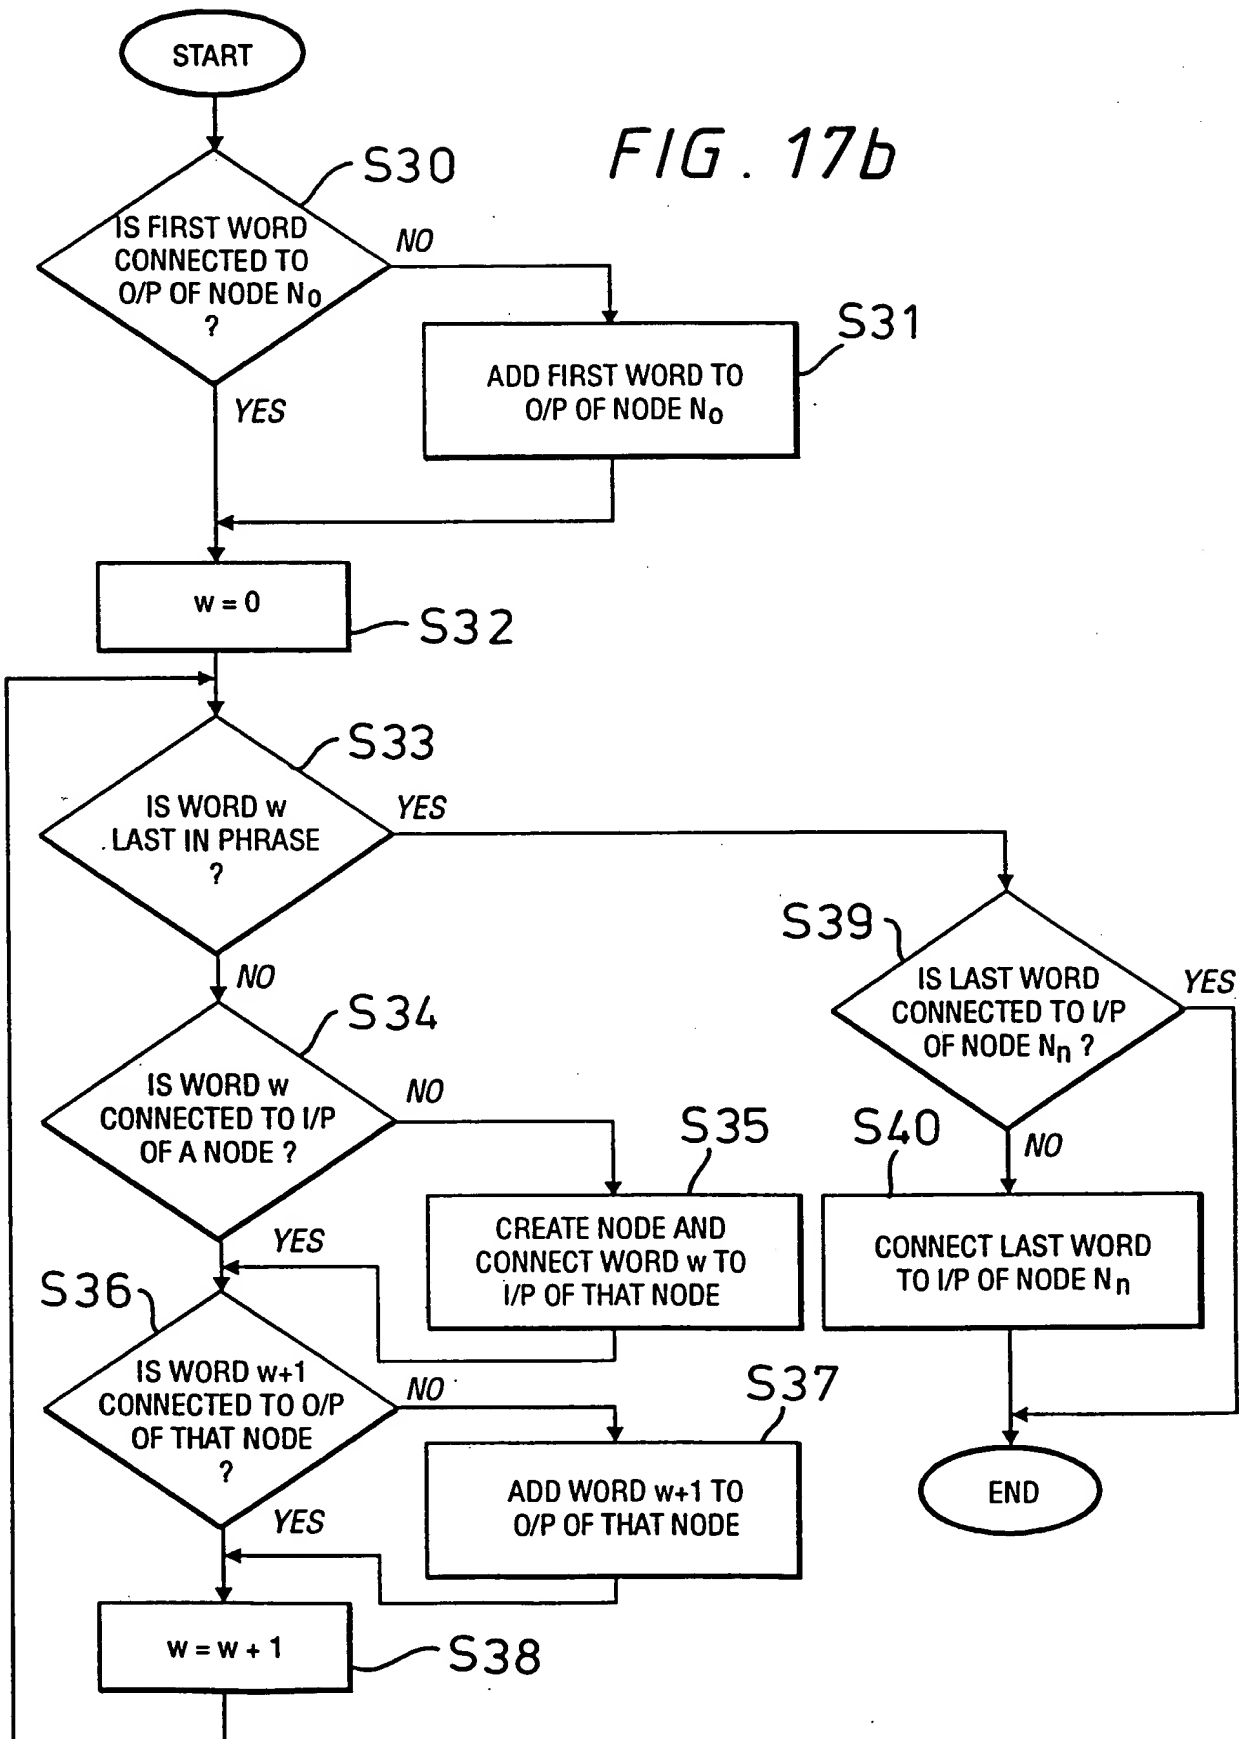 START
FIG. 17b
S30
IS FIRST WORD
CONNECTED TO
O/P OF NODE N₀
?
NO
YES
S31
ADD FIRST WORD TO
O/P OF NODE N₀
w = 0
S32
S33
IS WORD w
LAST IN PHRASE
?
YES
NO
S39
IS LAST WORD
CONNECTED TO I/P
OF NODE Nₙ ?
YES
NO
S34
IS WORD w
CONNECTED TO I/P
OF A NODE ?
NO
YES
S35
CREATE NODE AND
CONNECT WORD w TO
I/P OF THAT NODE
S40
CONNECT LAST WORD
TO I/P OF NODE Nₙ
S36
IS WORD w+1
CONNECTED TO O/P
OF THAT NODE
?
NO
YES
S37
ADD WORD w+1 TO
O/P OF THAT NODE
END
w = w + 1
S38